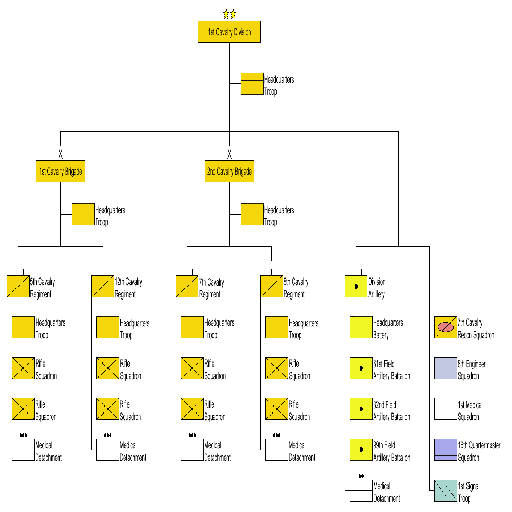 1st Cavalry Division
Headquarters
Troop
1st Cavalry Brigade
2nd Cavalry Brigade
Headquarters
Troop
Headquarters
Troop
5th Cavalry
Regiment
12th Cavalry
Regiment
7th Cavalry
Regiment
8th Cavalry
Regiment
Division
Artillery
Headquarters
Troop
Headquarters
Troop
Headquarters
Troop
Headquarters
Troop
Headquarters
Battery
7th Cavalry
Recon Squadron
Rifle
Squadron
Rifle
Squadron
Rifle
Squadron
Rifle
Squadron
61st Field
Artillery Battalion
8th Engineer
Squadron
Rifle
Squadron
Rifle
Squadron
Rifle
Squadron
Rifle
Squadron
Artillery Battalion
1st Medical
Squadron
Medical
Detachment
Medical
Detachment
Medical
Detachment
Medical
Detachment
99th Field
Artillery Battalion
16th Quartermaster
Squadron
Medical
Detachment
1st Signal
Troop